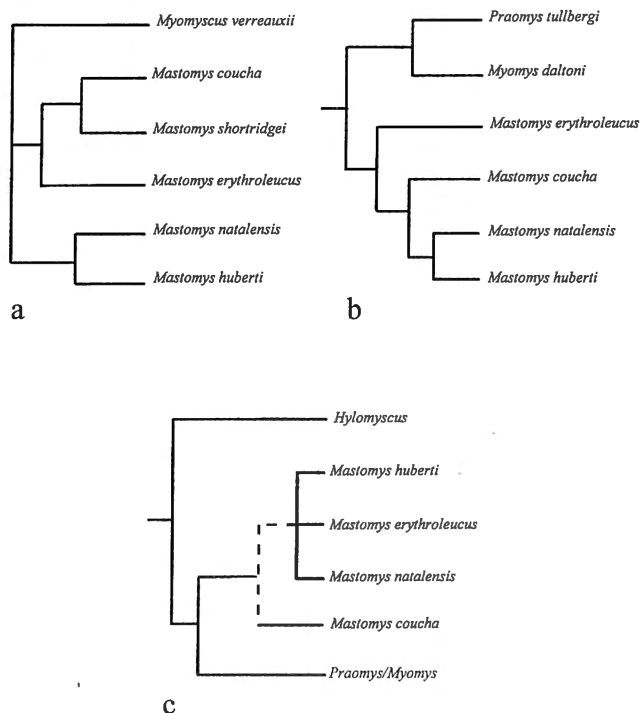 Myomyscus verreauxii
Mastomys coucha
Mastomys shortridgei
Mastomys erythroleucus
Mastomys natalensis
Mastomys huberti
a
Praomys tullbergi
Myomys daltoni
Mastomys erythroleucus
Mastomys coucha
Mastomys natalensis
Mastomys huberti
b
Hylomyscus
Mastomys huberti
Mastomys erythroleucus
Mastomys natalensis
Mastomys coucha
Praomys/Myomys
c